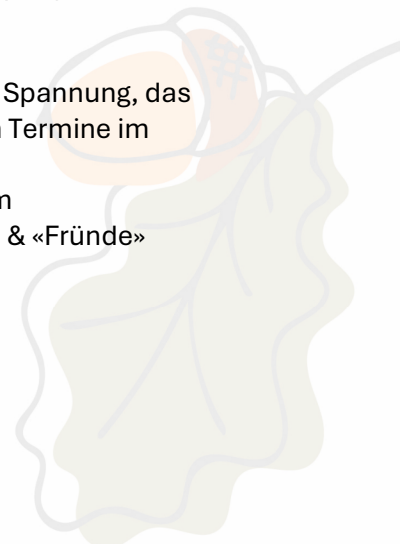 Spannung, das
Termine im
& «Fründe»